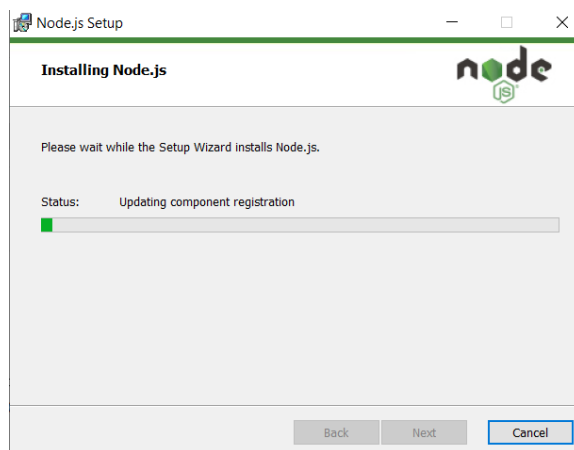 Node.js Setup
Installing Node.js
node
JS
Please wait while the Setup Wizard installs Node.js.
Status: Updating component registration
Back Next Cancel